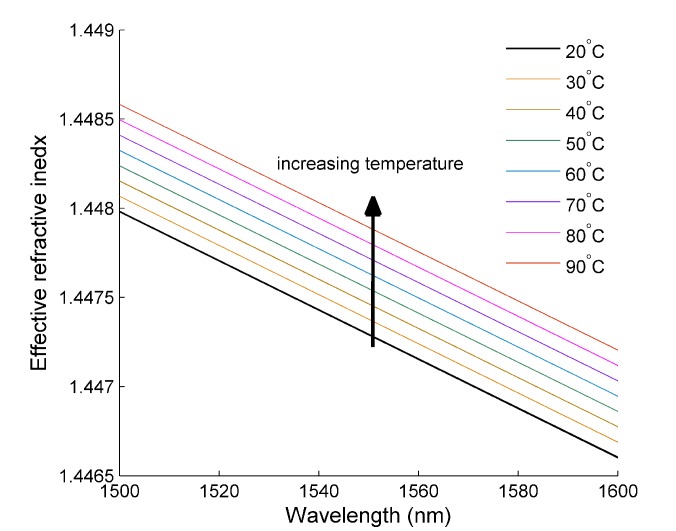 1.449
1.4485
1.448
1.4475
1.447
1.4465
Effective refractive inedx
increasing temperature
20°C
30°C
40°C
50°C
60°C
70°C
80°C
90°C
1500 1520 1540 1560 1580 1600
Wavelength (nm)